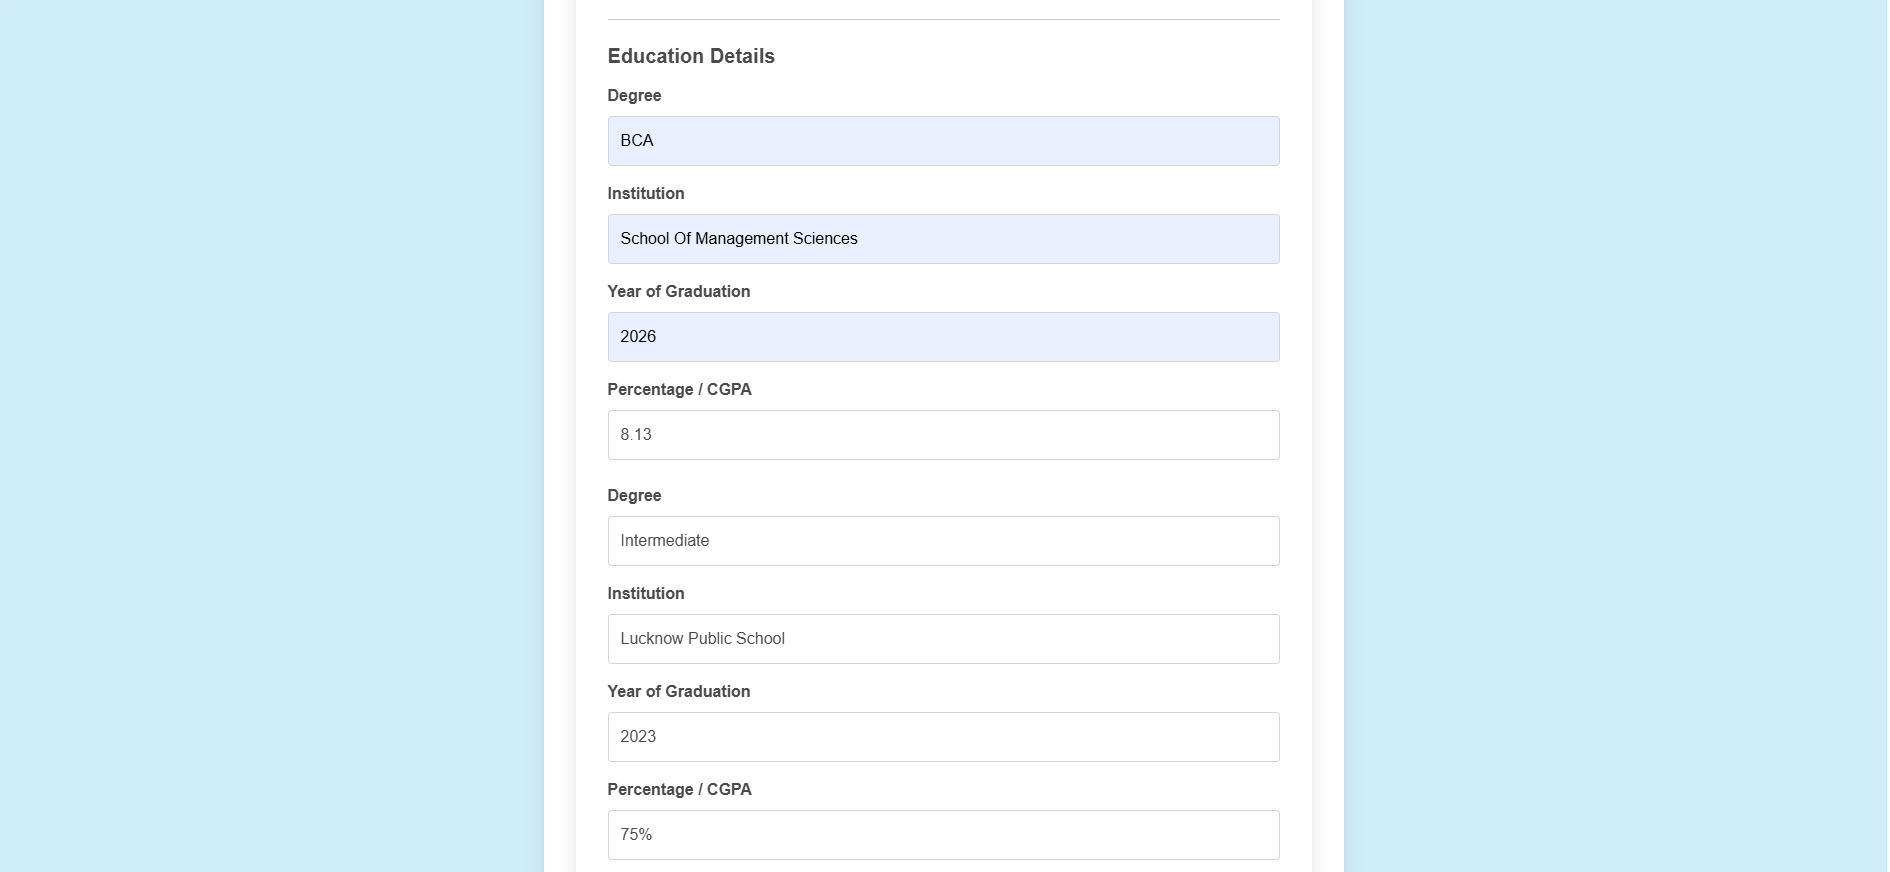 Education Details
Degree
BCA
Institution
School Of Management Sciences
Year of Graduation
2026
Percentage / CGPA
8.13
Degree
Intermediate
Institution
Lucknow Public School
Year of Graduation
2023
Percentage / CGPA
75%